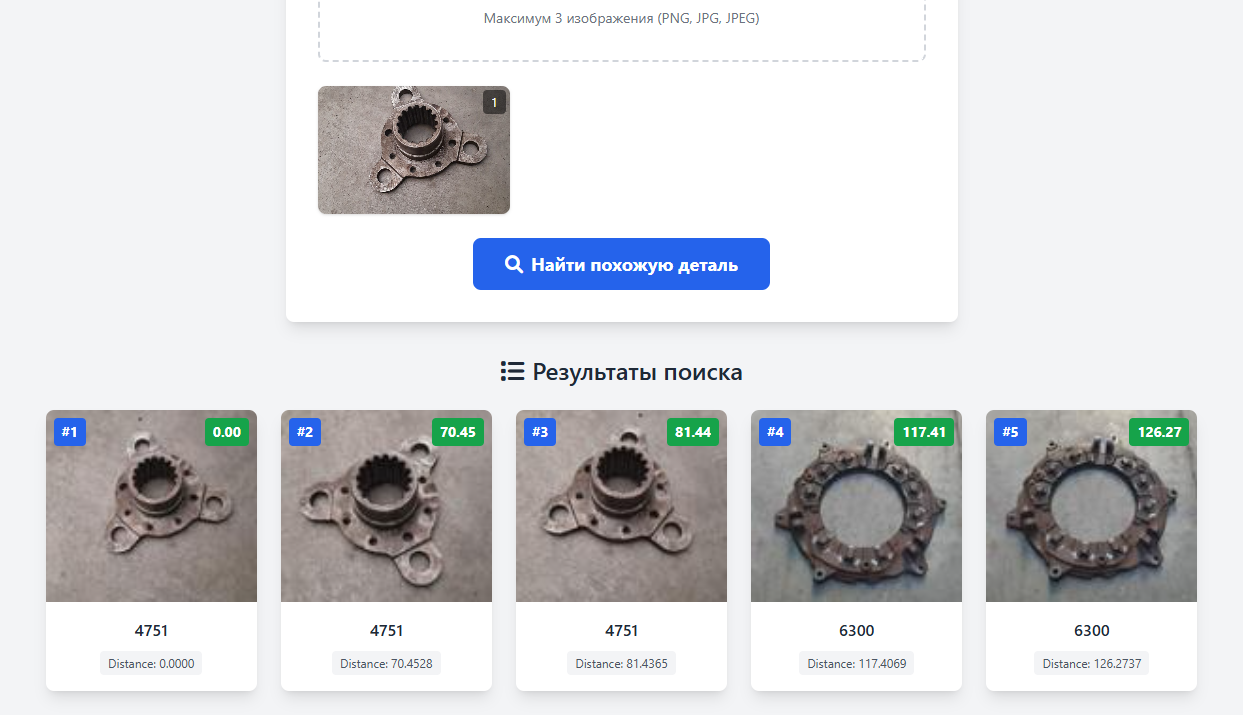 Максимум 3 изображения (PNG, JPG, JPEG)
1
Найти похожую деталь
Результаты поиска
#1
0.00
#2
70.45
#3
81.44
#4
117.41
#5
126.27
4751
4751
4751
6300
6300
Distance: 0.0000
Distance: 70.4528
Distance: 81.4365
Distance: 117.4069
Distance: 126.2737